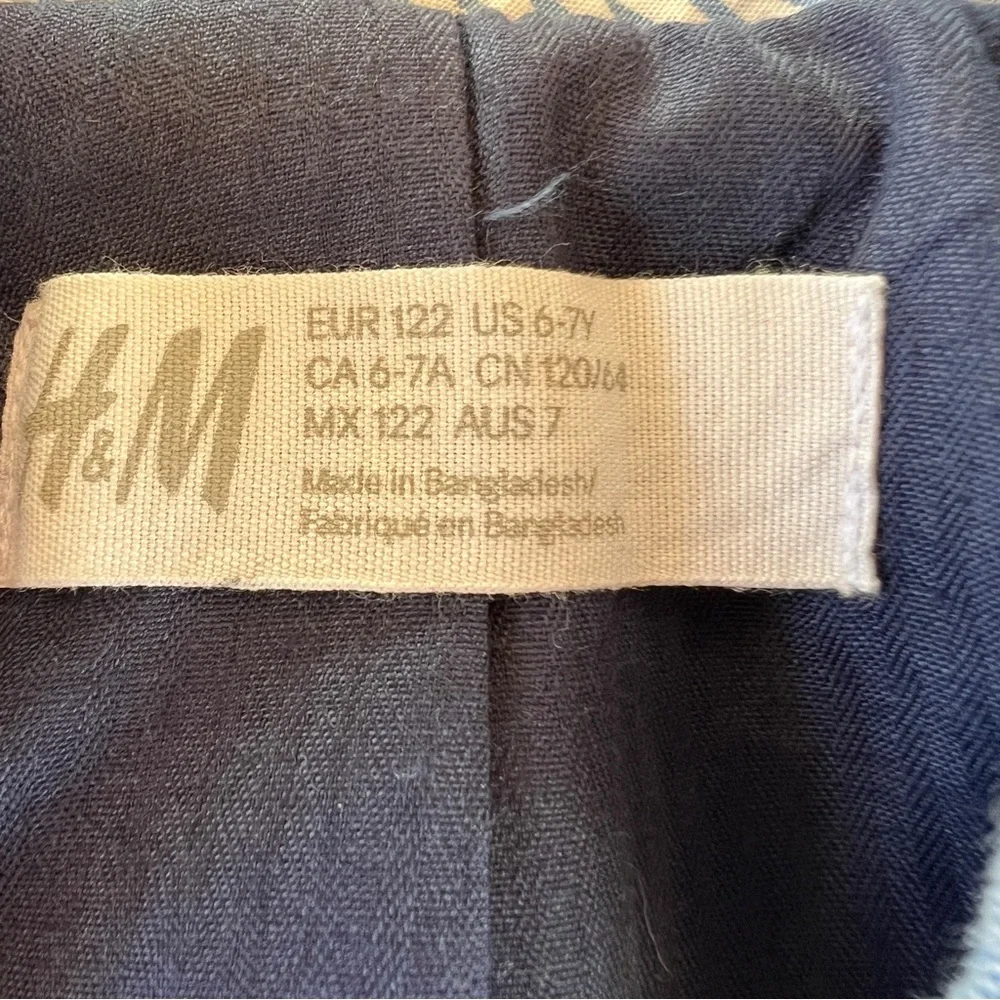 H&M
EUR 122 US 6-7Y
CA 6-7A CN 120/64
MX 122 AUS 7
Made in Bangladesh/
Fabriqué en Bangladesh